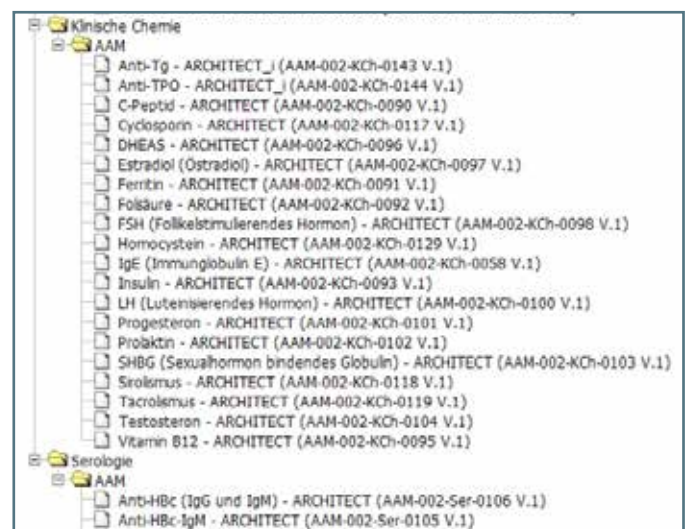 Klinische Chemie
AAM
Anti-Tg - ARCHITECT_i (AAM-002-KCh-0143 V.1)
Anti-TPO - ARCHITECT_i (AAM-002-KCh-0144 V.1)
C-Peptid - ARCHITECT (AAM-002-KCh-0090 V.1)
Cyclosporin - ARCHITECT (AAM-002-KCh-0117 V.1)
DHEAS - ARCHITECT (AAM-002-KCh-0096 V.1)
Estradiol (Östradiol) - ARCHITECT (AAM-002-KCh-0097 V.1)
Ferritin - ARCHITECT (AAM-002-KCh-0091 V.1)
Folsäure - ARCHITECT (AAM-002-KCh-0092 V.1)
FSH (Follikelstimulierendes Hormon) - ARCHITECT (AAM-002-KCh-0098 V.1)
Homocystein - ARCHITECT (AAM-002-KCh-0129 V.1)
IgE (Immunglobulin E) - ARCHITECT (AAM-002-KCh-0058 V.1)
Insulin - ARCHITECT (AAM-002-KCh-0093 V.1)
LH (Luteinisierendes Hormon) - ARCHITECT (AAM-002-KCh-0100 V.1)
Progesteron - ARCHITECT (AAM-002-KCh-0101 V.1)
Prolaktin - ARCHITECT (AAM-002-KCh-0102 V.1)
SHBG (Sexualhormon bindendes Globulin) - ARCHITECT (AAM-002-KCh-0103 V.1)
Sirolismus - ARCHITECT (AAM-002-KCh-0118 V.1)
Tacrolismus - ARCHITECT (AAM-002-KCh-0119 V.1)
Testosteron - ARCHITECT (AAM-002-KCh-0104 V.1)
Vitamin B12 - ARCHITECT (AAM-002-KCh-0095 V.1)
Serologie
AAM
Anti-HBc (IgG und IgM) - ARCHITECT (AAM-002-Ser-0106 V.1)
Anti-HBc-IgM - ARCHITECT (AAM-002-Ser-0105 V.1)